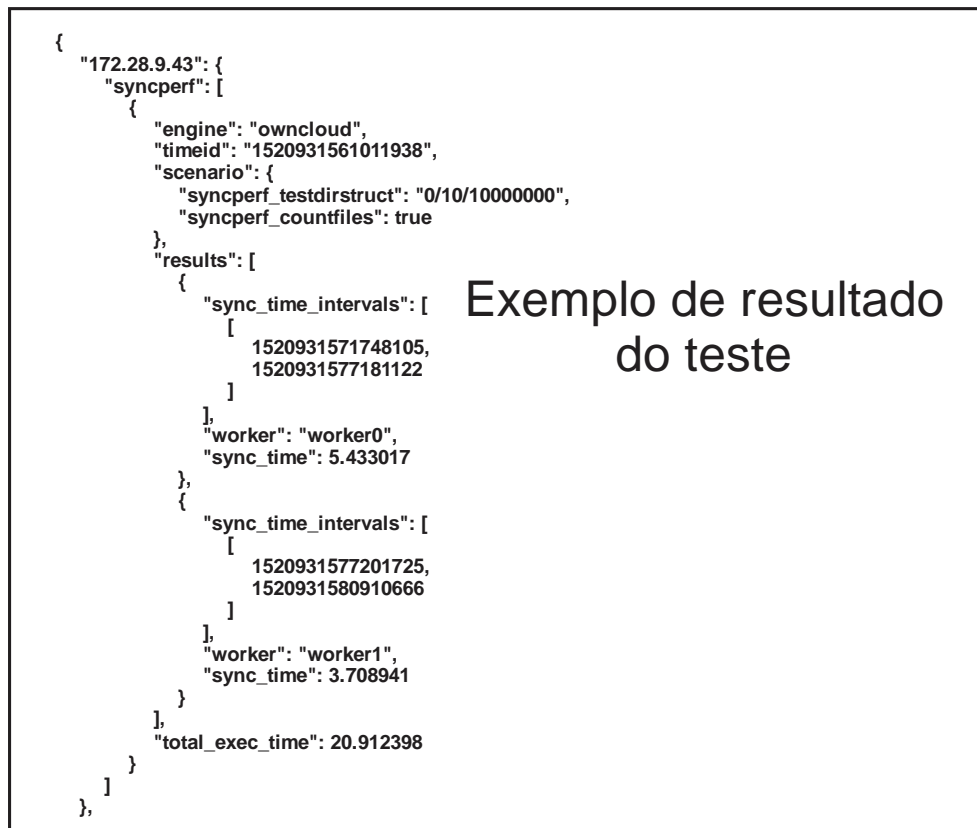 {
"172.28.9.43": {
"syncperf": [
{
"engine": "owncloud",
"timeid": "1520931561011938",
"scenario": {
"syncperf_testdirstruct": "0/10/10000000",
"syncperf_countfiles": true
},
"results": [
{
"sync_time_intervals": [
[
1520931571748105,
1520931577181122
]
],
"worker": "worker0",
"sync_time": 5.433017
},
{
"sync_time_intervals": [
[
1520931577201725,
1520931580910666
]
],
"worker": "worker1",
"sync_time": 3.708941
}
],
"total_exec_time": 20.912398
}
]
},
Exemplo de resultado
do teste